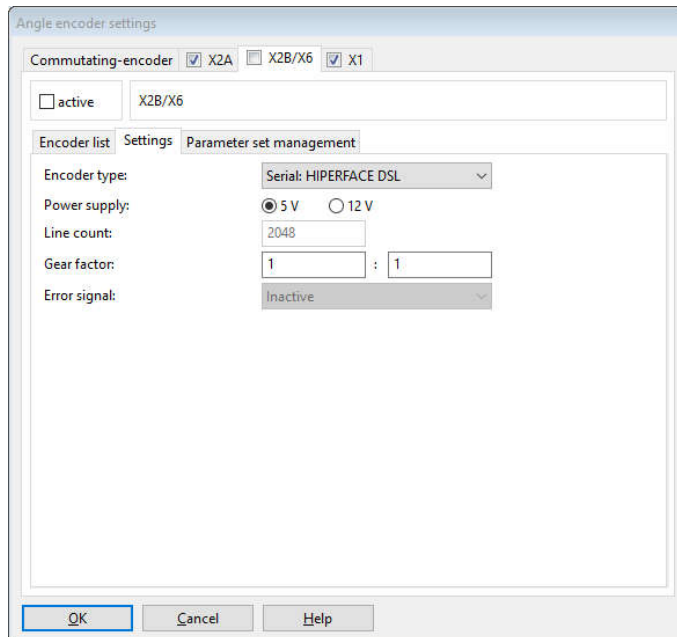 Angle encoder settings
Commutating-encoder X2A X2B/X6 X1
active X2B/X6
Encoder list Settings Parameter set management
Encoder type: Serial: HIPERFACE DSL
Power supply: 5 V 12 V
Line count: 2048
Gear factor: 1 : 1
Error signal: Inactive
OK Cancel Help